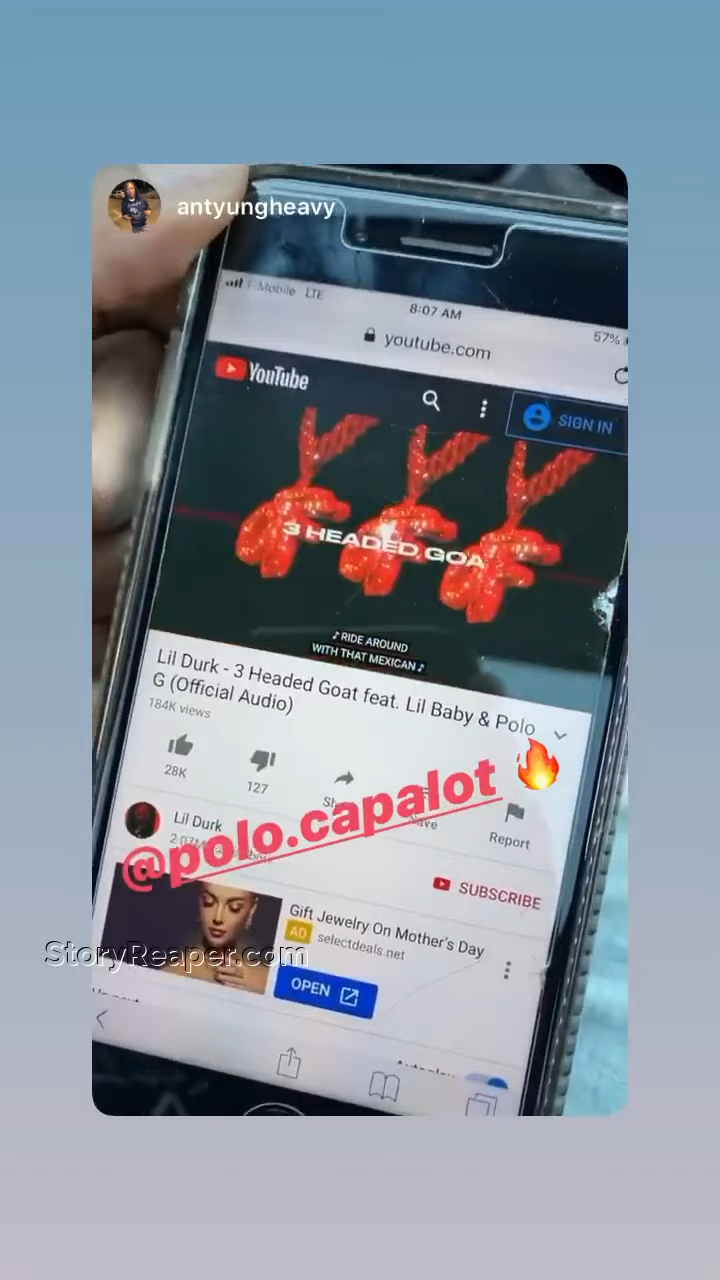 antyungheavy
T-Mobile LTE
8:07 AM
57%
youtube.com
YouTube
SIGN IN
3 HEADED GOA
♪ RIDE AROUND
WITH THAT MEXICAN ♪
Lil Durk - 3 Headed Goat feat. Lil Baby & Polo
G (Official Audio)
184K views
28K
127
Sh
Save
Report
🔥
@polo.capalot
Lil Durk
SUBSCRIBE
Gift Jewelry On Mother's Day
AD
selectdeals.net
StoryReaper.com
OPEN